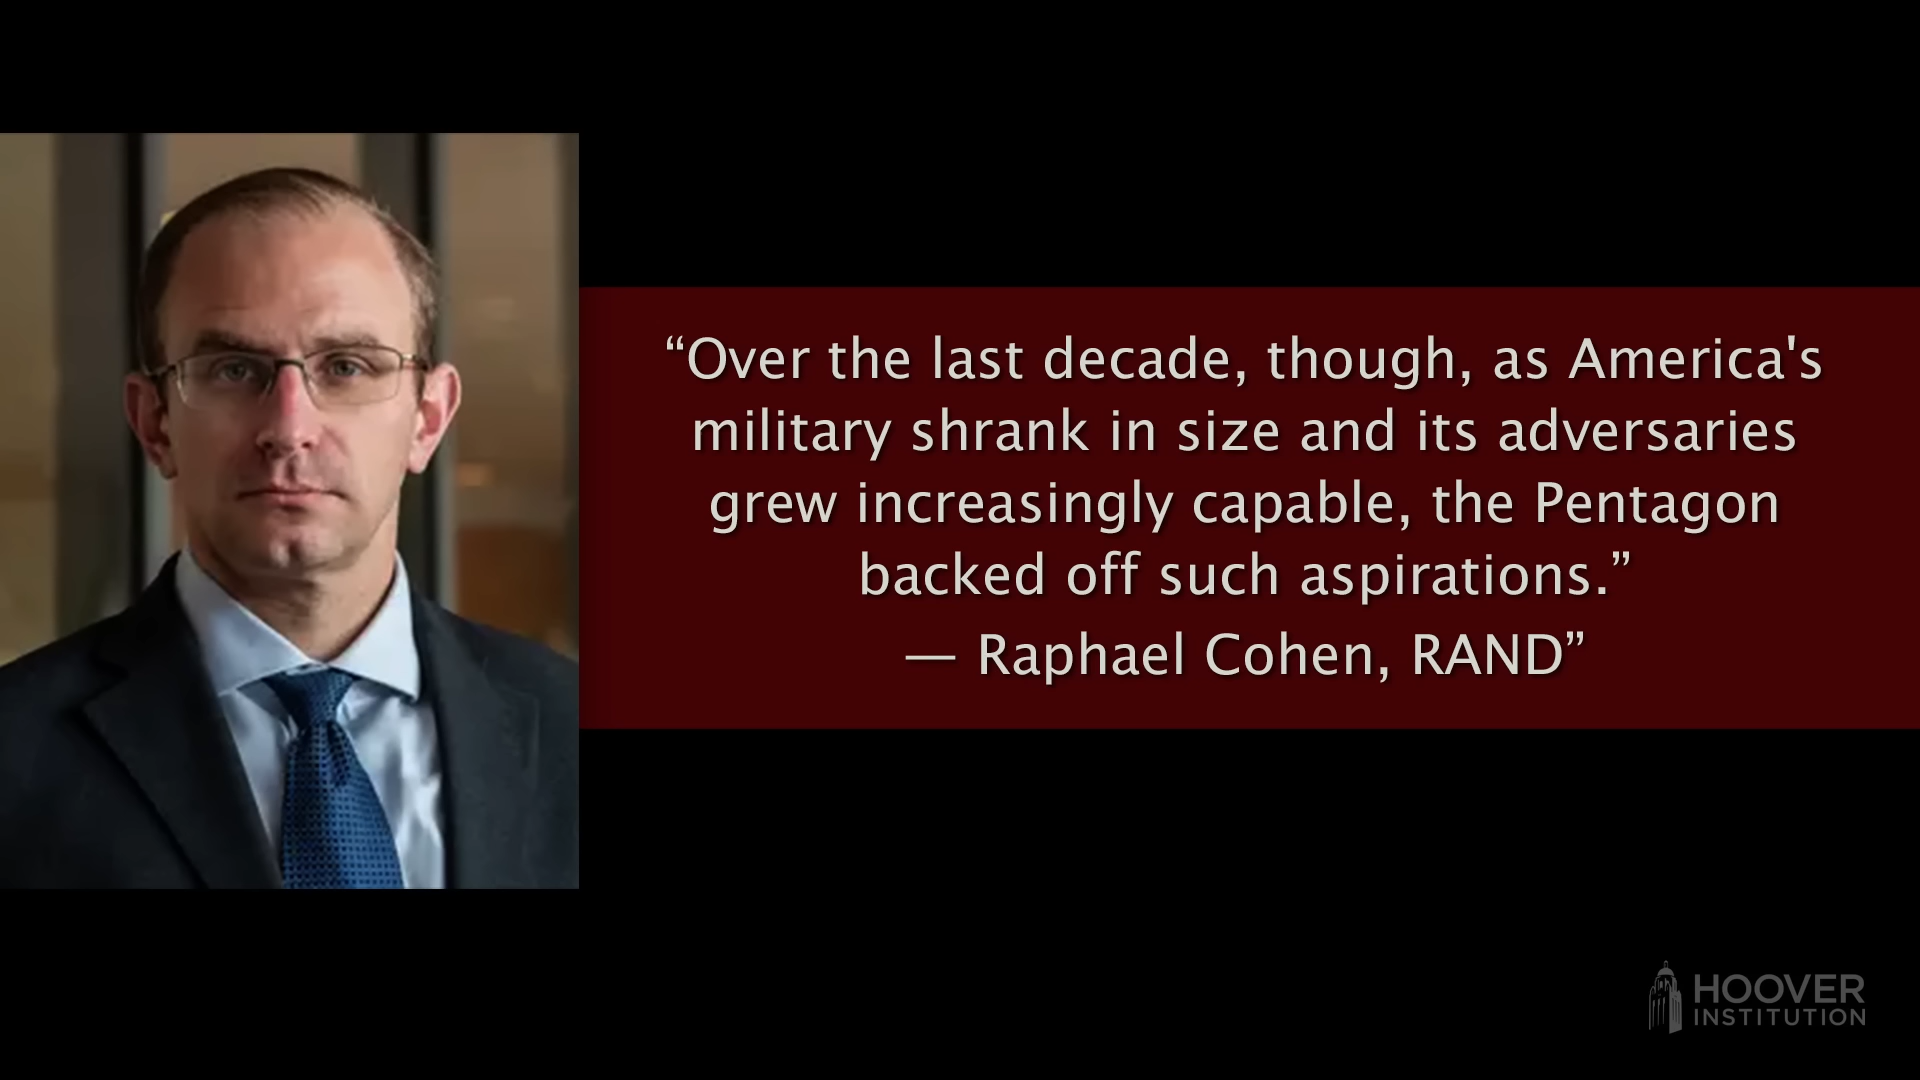 “Over the last decade, though, as America's
military shrank in size and its adversaries
grew increasingly capable, the Pentagon
backed off such aspirations.”
— Raphael Cohen, RAND”
HOOVER
INSTITUTION